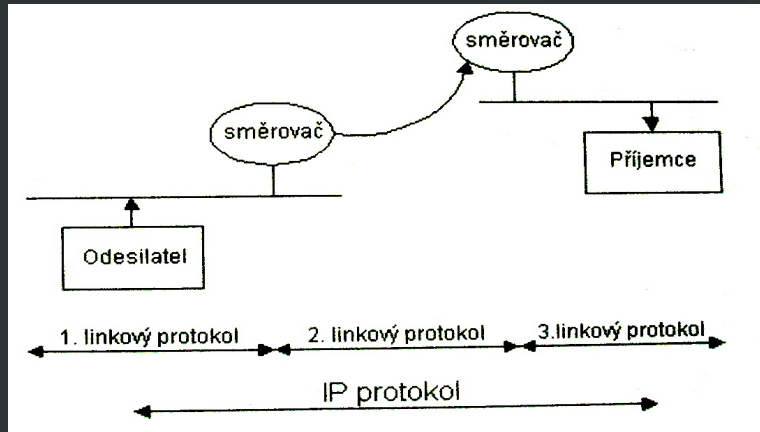 směrovač
směrovač
Příjemce
Odesilatel
1. linkový protokol
2. linkový protokol
3.linkový protokol
IP protokol